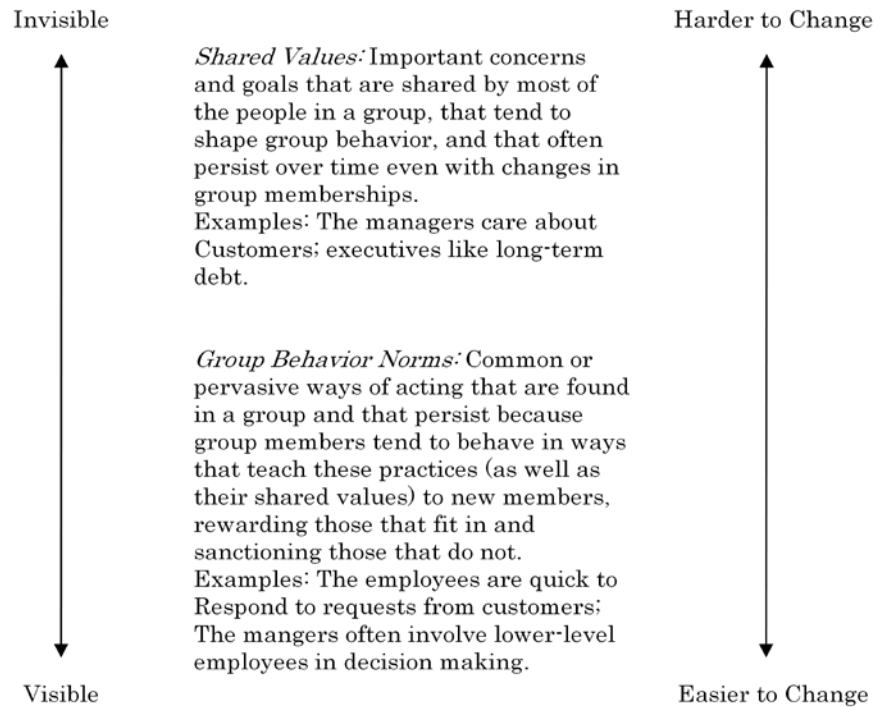 Invisible
Harder to Change
Shared Values: Important concerns
and goals that are shared by most of
the people in a group, that tend to
shape group behavior, and that often
persist over time even with changes in
group memberships.
Examples: The managers care about
Customers; executives like long-term
debt.
Group Behavior Norms: Common or
pervasive ways of acting that are found
in a group and that persist because
group members tend to behave in ways
that teach these practices (as well as
their shared values) to new members,
rewarding those that fit in and
sanctioning those that do not.
Examples: The employees are quick to
Respond to requests from customers;
The mangers often involve lower-level
employees in decision making.
Visible
Easier to Change